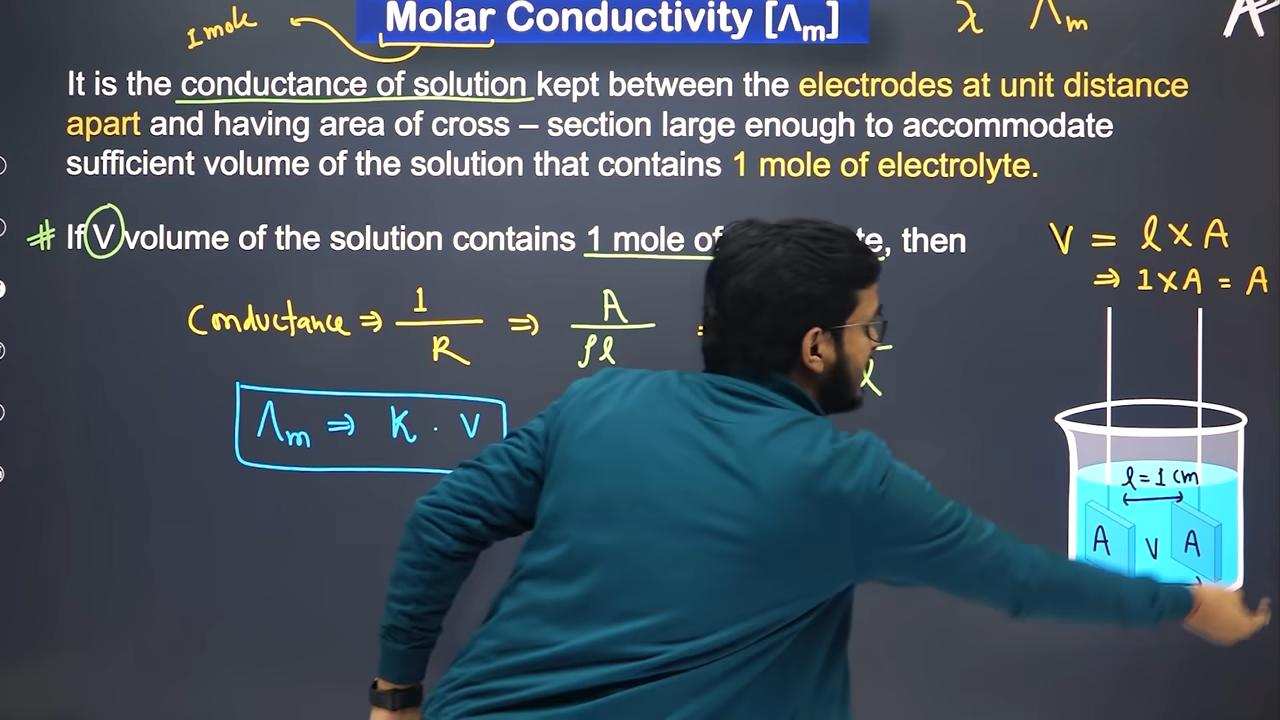 1 mole
Molar Conductivity [Λm]
λ Λm
It is the conductance of solution kept between the electrodes at unit distance
apart and having area of cross – section large enough to accommodate
sufficient volume of the solution that contains 1 mole of electrolyte.
# If V volume of the solution contains 1 mole of te, then
V = l × A
⇒ 1 × A = A
Conductance ⇒ 1/R ⇒ A/ρl = l
Λm ⇒ K . V
l = 1 cm
A V A